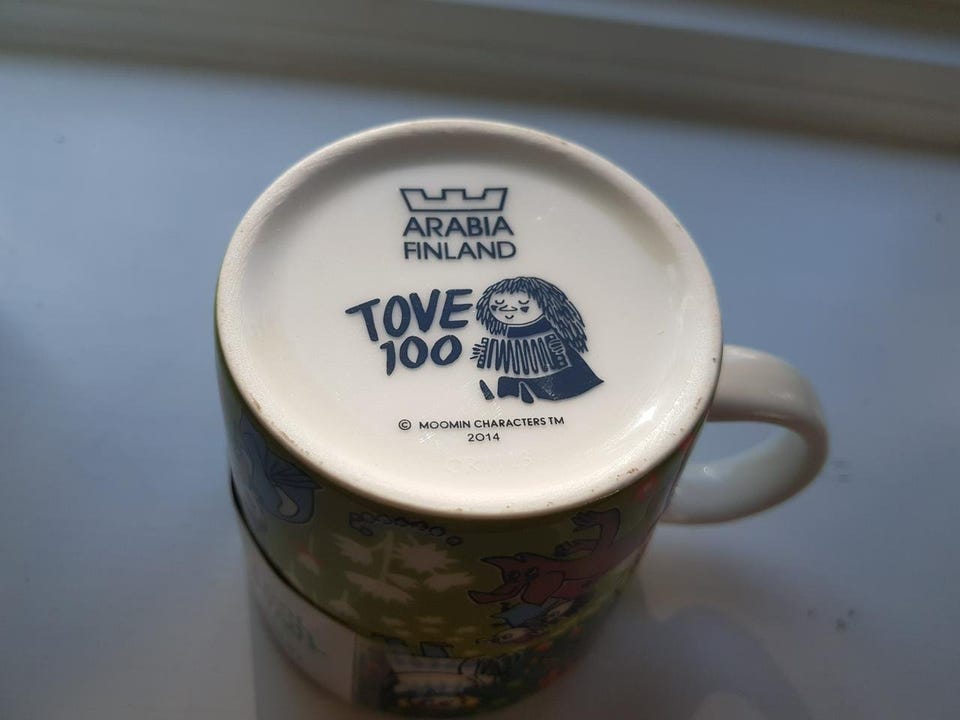 ARABIA
FINLAND
TOVE
100
© MOOMIN CHARACTERS TM
2014